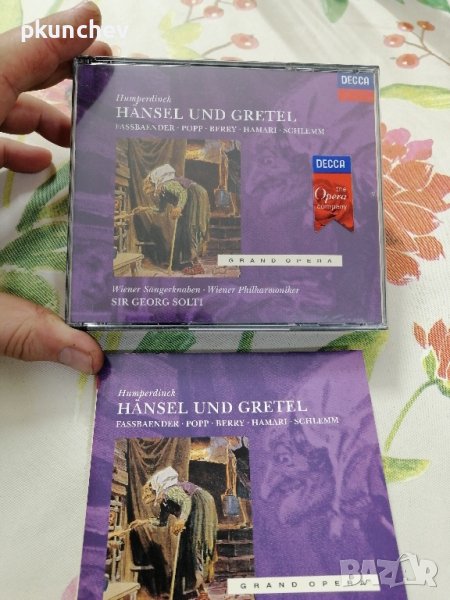 pkunchev
DECCA
Humperdinck
HÄNSEL UND GRETEL
FASSBAENDER · POPP · BERRY · HAMARI · SCHLEMM
DECCA
the
Opera
company
GRAND OPERA
Wiener Sängerknaben · Wiener Philharmoniker
SIR GEORG SOLTI
Humperdinck
HÄNSEL UND GRETEL
FASSBAENDER · POPP · BERRY · HAMARI · SCHLEMM
GRAND OPERA
BAZAR